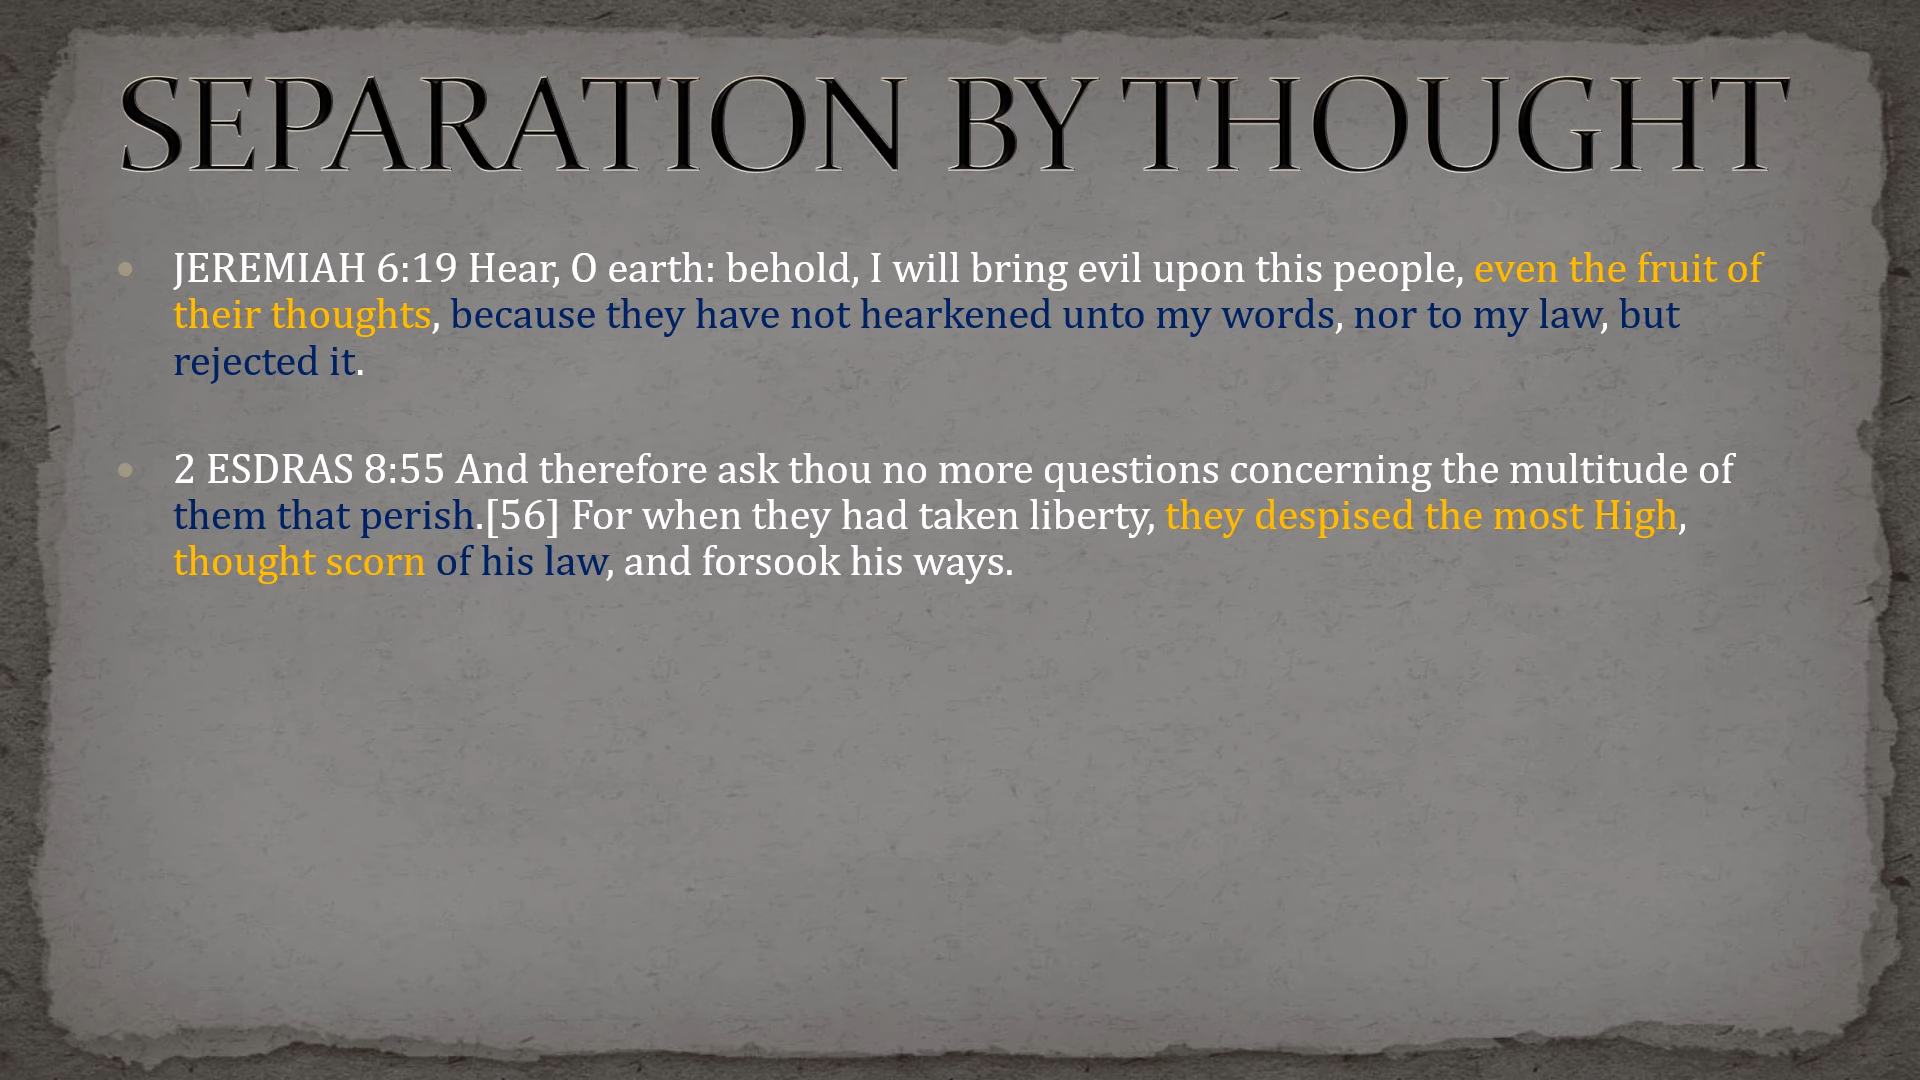 SEPARATION BY THOUGHT
• JEREMIAH 6:19 Hear, O earth: behold, I will bring evil upon this people, even the fruit of
their thoughts, because they have not hearkened unto my words, nor to my law, but
rejected it.
• 2 ESDRAS 8:55 And therefore ask thou no more questions concerning the multitude of
them that perish.[56] For when they had taken liberty, they despised the most High,
thought scorn of his law, and forsook his ways.